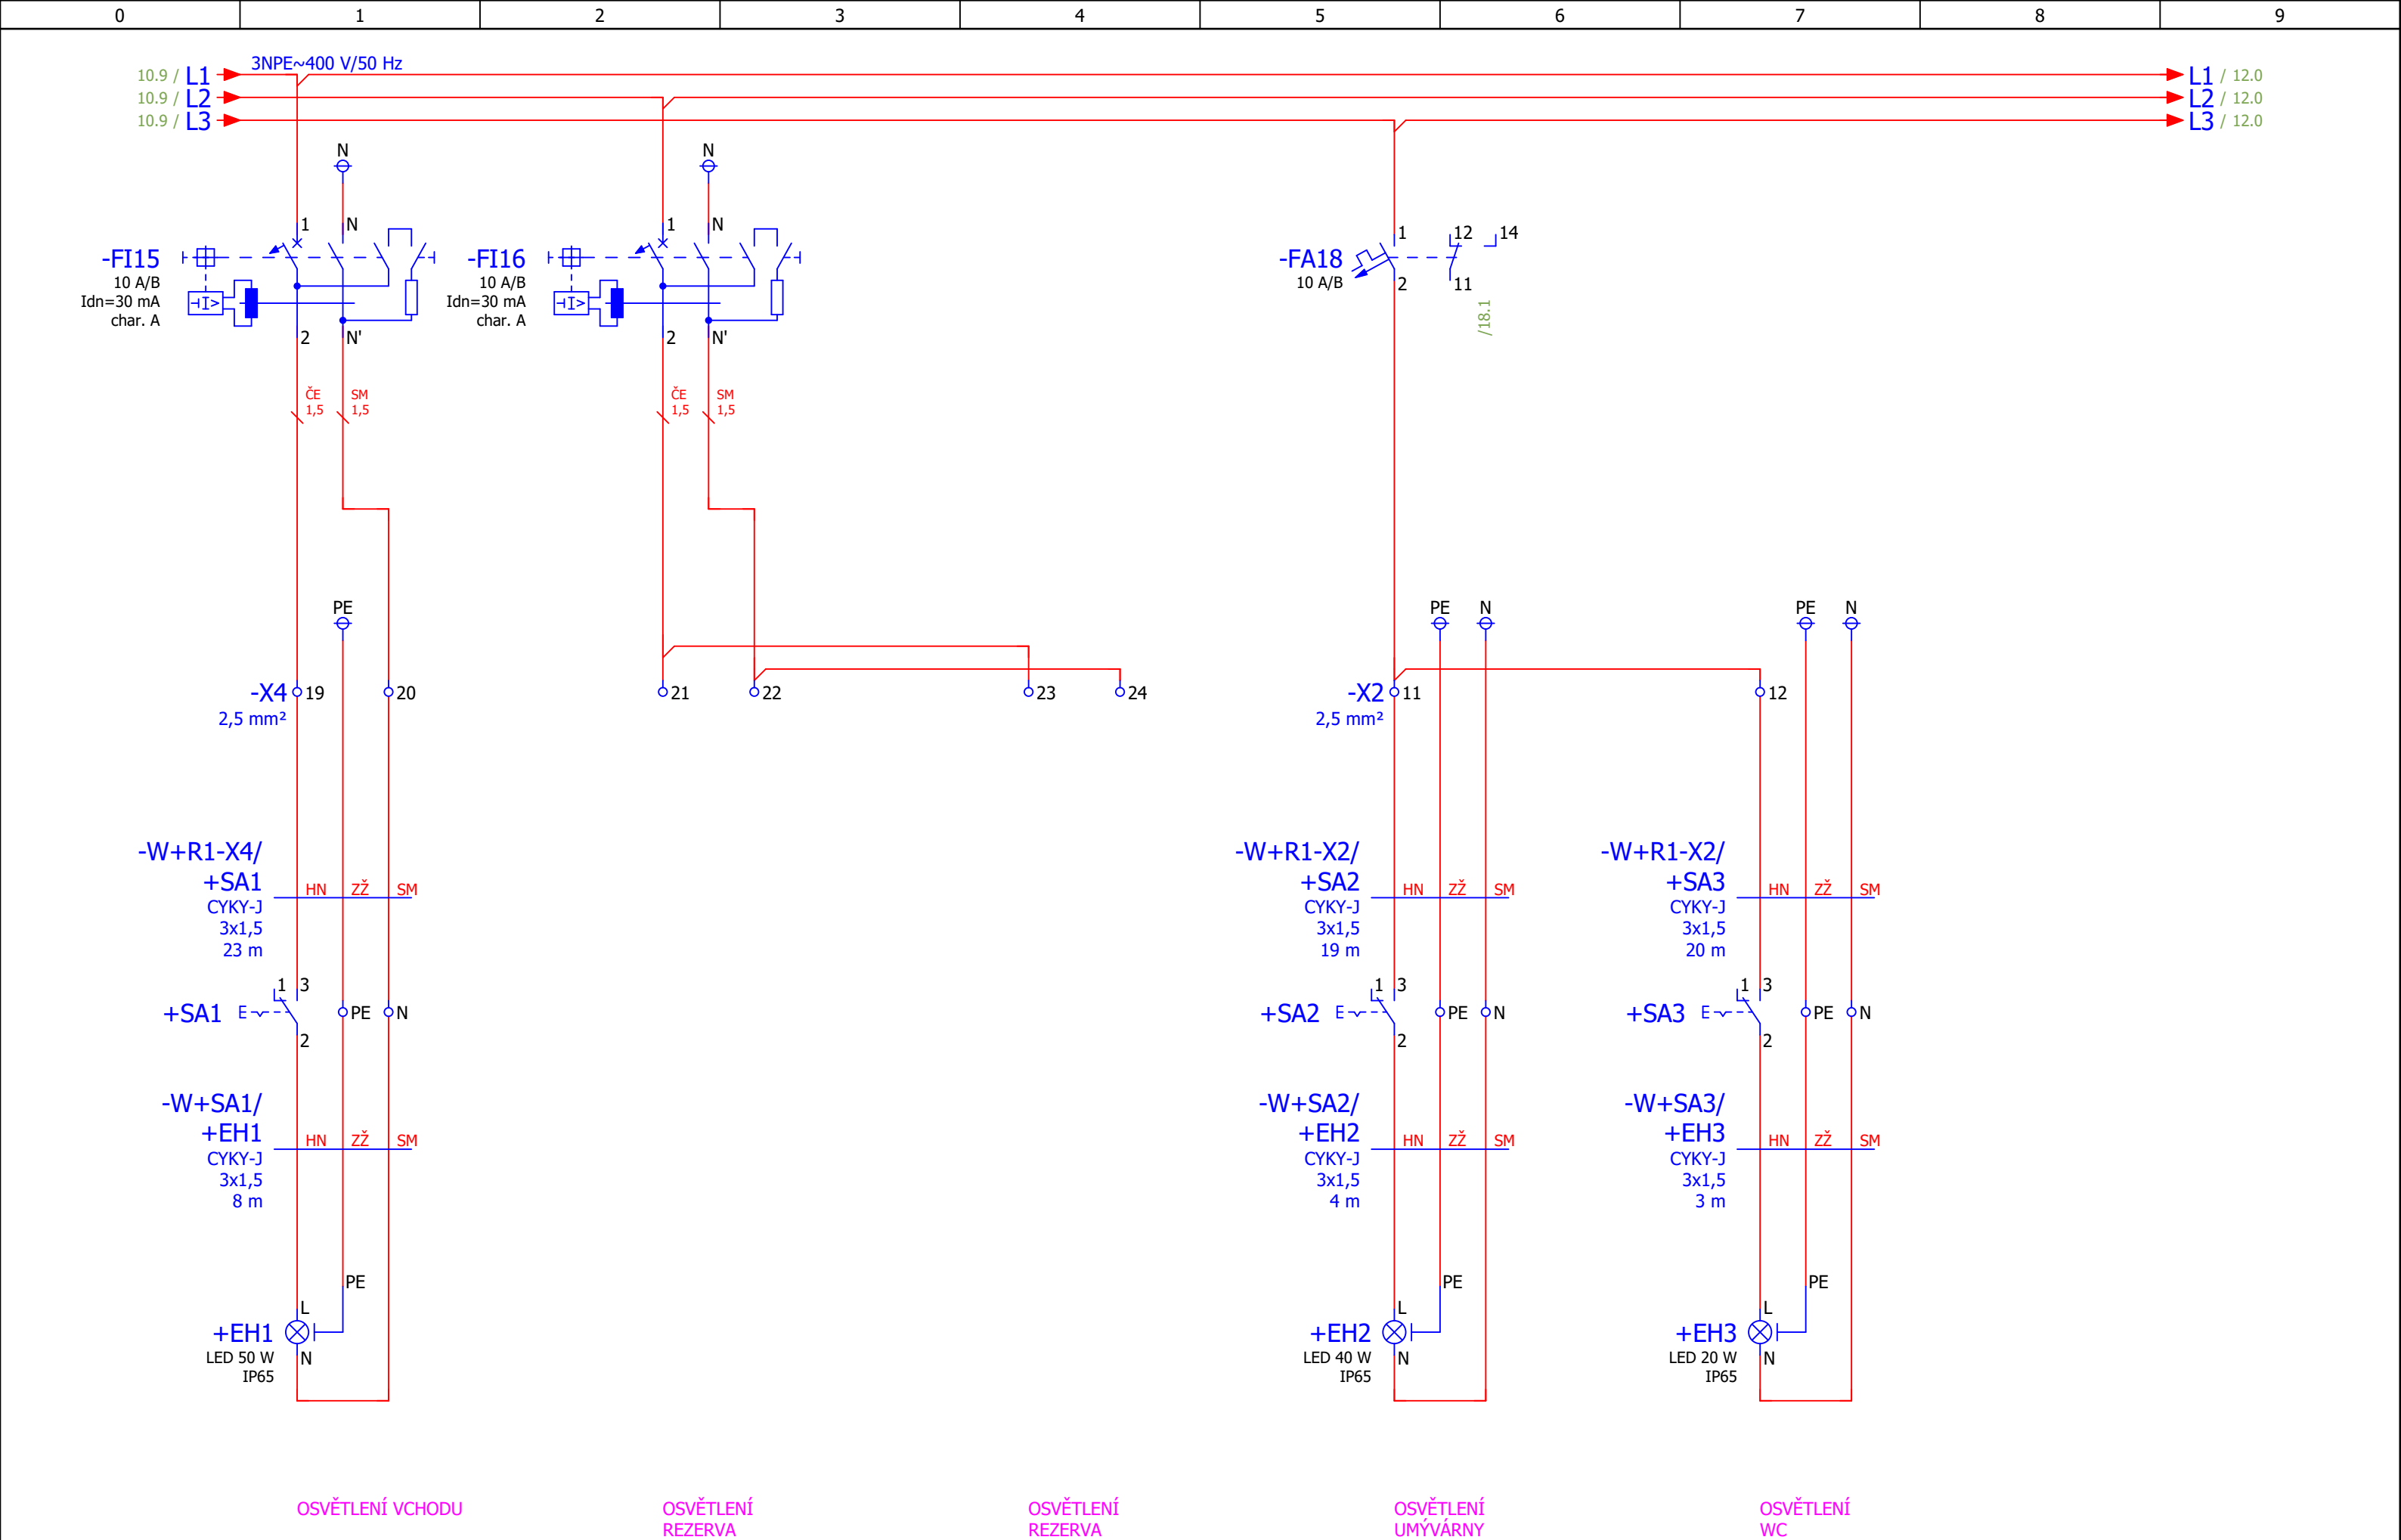 0 1 2 3 4 5 6 7 8 9
3NPE~400 V/50 Hz
10.9 / L1
L1 / 12.0
10.9 / L2
L2 / 12.0
10.9 / L3
L3 / 12.0
N
N
1 N
-FI15
10 A/B
Idn=30 mA
char. A
I>
2 N'
1 N
-FI16
10 A/B
Idn=30 mA
char. A
I>
2 N'
1 12 14
-FA18
10 A/B
2 11
/18.1
ČE SM
1,5 1,5
ČE SM
1,5 1,5
PE
PE N
PE N
-X4 19 20
2,5 mm²
21 22
23 24
-X2 11
2,5 mm²
12
-W+R1-X4/
+SA1
HN ZŽ SM
CYKY-J
3x1,5
23 m
-W+R1-X2/
+SA2
HN ZŽ SM
CYKY-J
3x1,5
19 m
-W+R1-X2/
+SA3
HN ZŽ SM
CYKY-J
3x1,5
20 m
1 3
+SA1 E PE N
2
1 3
+SA2 E PE N
2
1 3
+SA3 E PE N
2
-W+SA1/
+EH1
HN ZŽ SM
CYKY-J
3x1,5
8 m
-W+SA2/
+EH2
HN ZŽ SM
CYKY-J
3x1,5
4 m
-W+SA3/
+EH3
HN ZŽ SM
CYKY-J
3x1,5
3 m
PE
L
+EH1
LED 50 W
N
IP65
PE
L
+EH2
LED 40 W
N
IP65
PE
L
+EH3
LED 20 W
N
IP65
OSVĚTLENÍ VCHODU
OSVĚTLENÍ
REZERVA
OSVĚTLENÍ
REZERVA
OSVĚTLENÍ
UMÝVÁRNY
OSVĚTLENÍ
WC